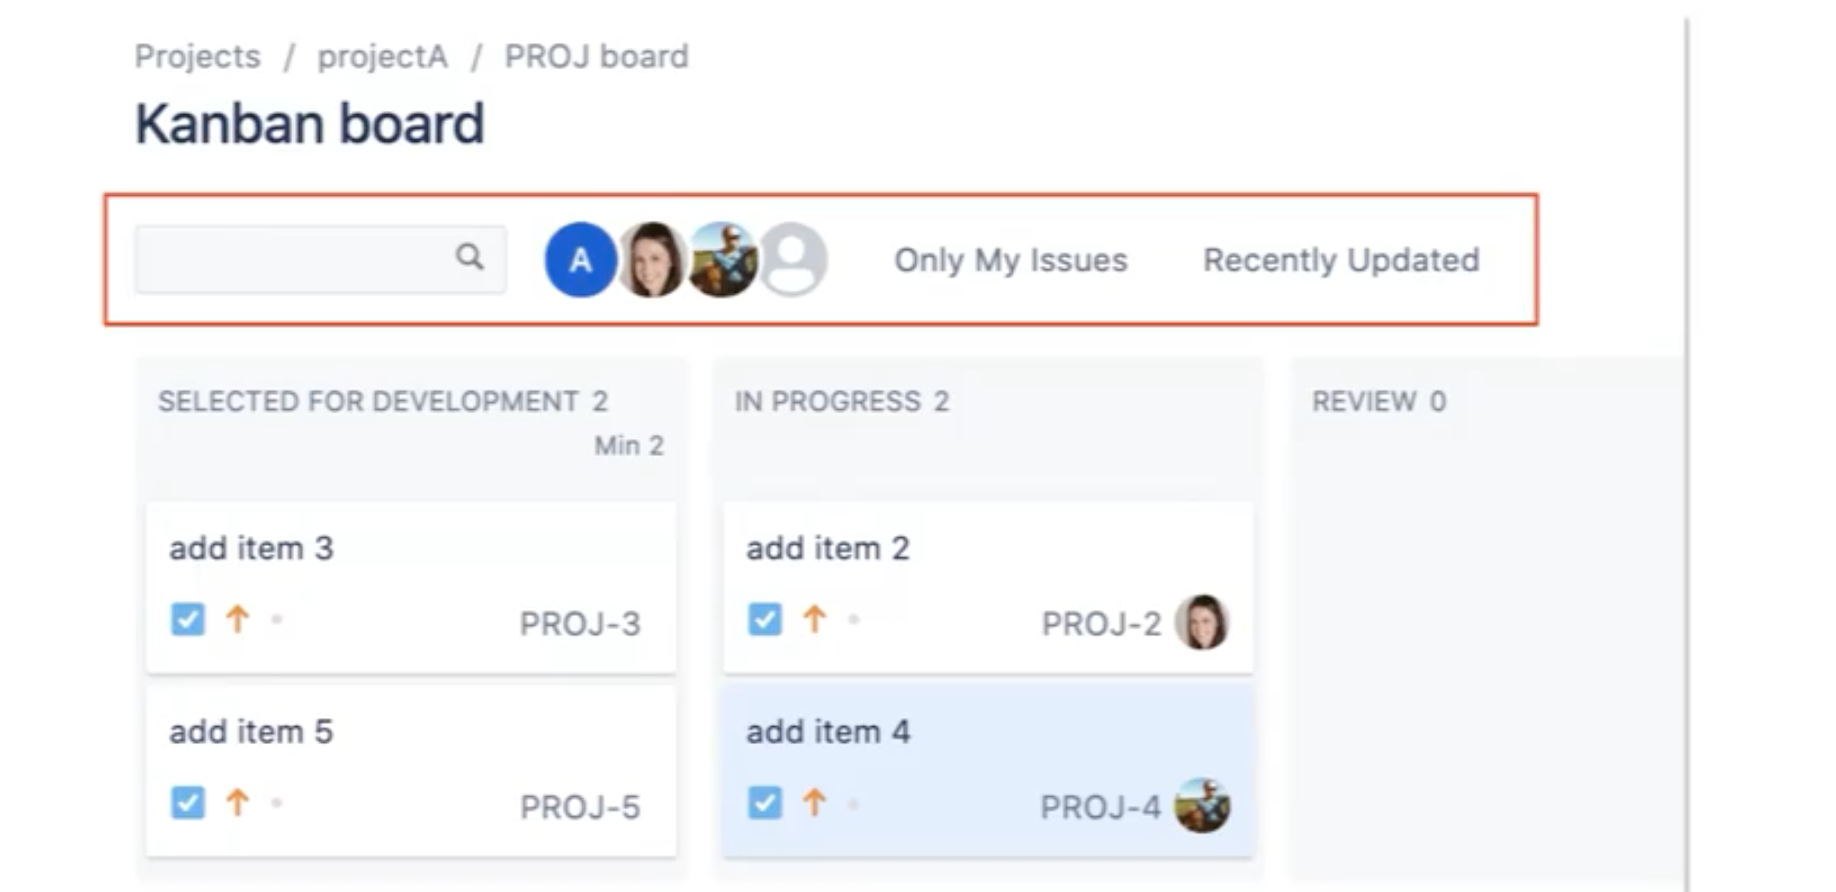 Projects / projectA / PROJ board
Kanban board
A
Only My Issues
Recently Updated
SELECTED FOR DEVELOPMENT 2
Min 2
add item 3
PROJ-3
add item 5
PROJ-5
IN PROGRESS 2
add item 2
PROJ-2
add item 4
PROJ-4
REVIEW 0